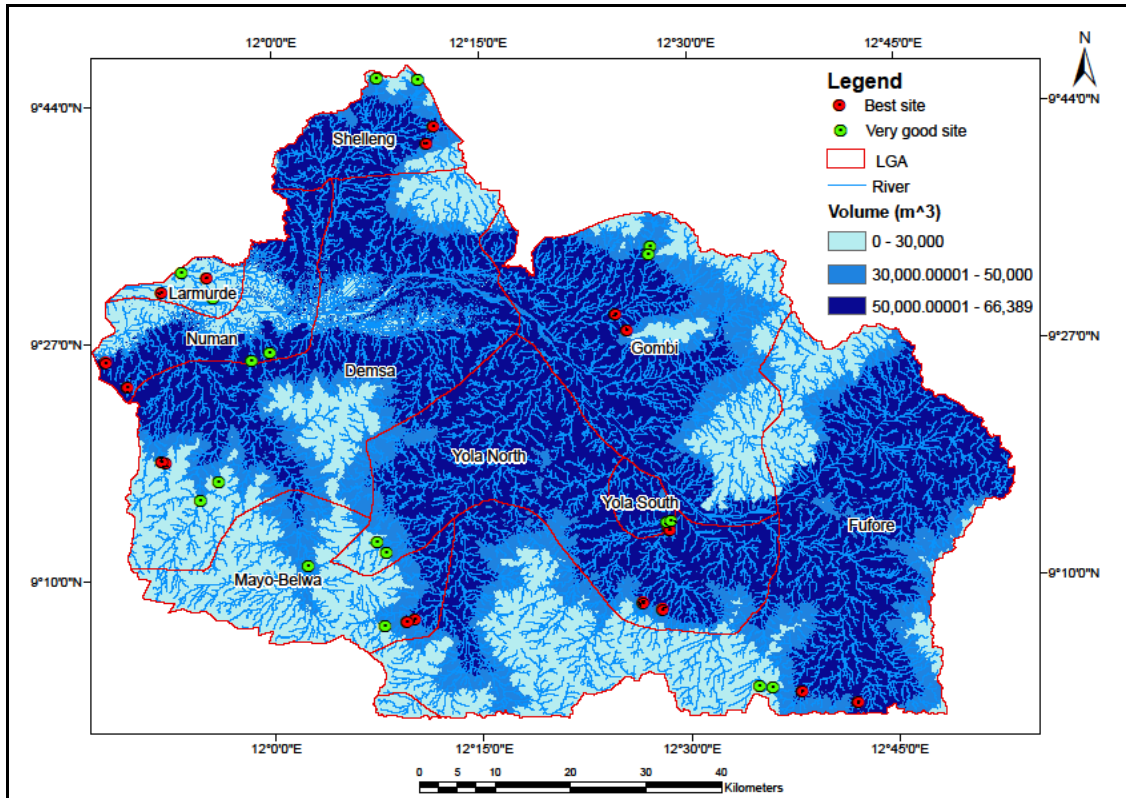 12°0'0"E 12°15'0"E 12°30'0"E 12°45'0"E
N
9°44'0"N 9°44'0"N
Legend
Best site
Very good site
LGA
River
Volume (m^3)
0 - 30,000
30,000.00001 - 50,000
50,000.00001 - 66,389
Shelleng
Larmurde
Numan
9°27'0"N 9°27'0"N
Gombi
Demsa
Yola North
Yola South
Fufore
9°10'0"N 9°10'0"N
Mayo-Belwa
12°0'0"E 12°15'0"E 12°30'0"E 12°45'0"E
0 5 10 20 30 40
Kilometers